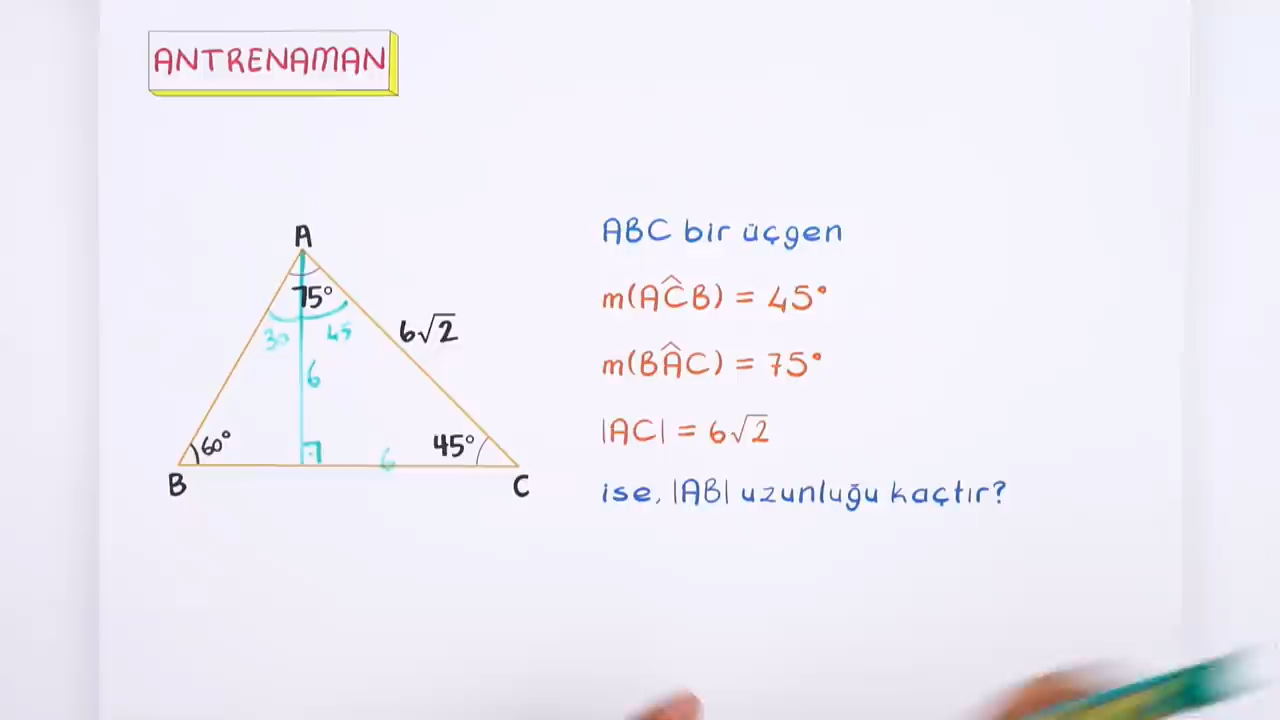 ANTRENAMAN
A
75°
30
45
6√2
6
60°
45°
6
B
C
ABC bir üçgen
m(AĈB) = 45°
m(BÂC) = 75°
|AC| = 6√2
ise, |AB| uzunluğu kaçtır?